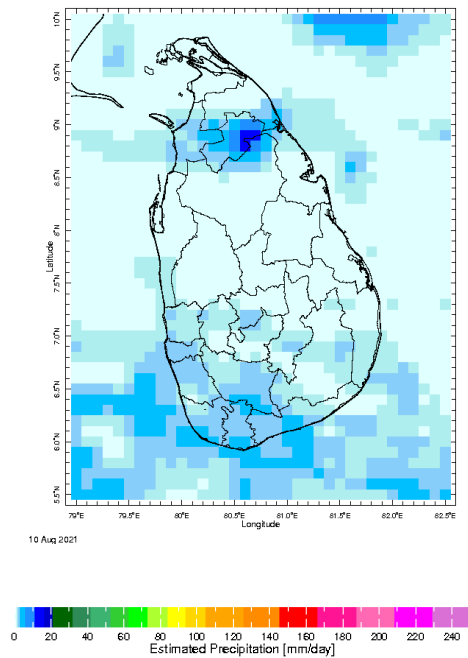 10°N
9.5°N
9°N
8.5°N
8°N
7.5°N
7.0°N
6.5°N
6.0°N
5.5°N
Latitude
79°E 79.5°E 80°E 80.5°E 81.0°E 81.5°E 82.0°E 82.5°E
Longitude
10 Aug 2021
0 20 40 60 80 100 120 140 160 180 200 220 240
Estimated Precipitation [mm/day]